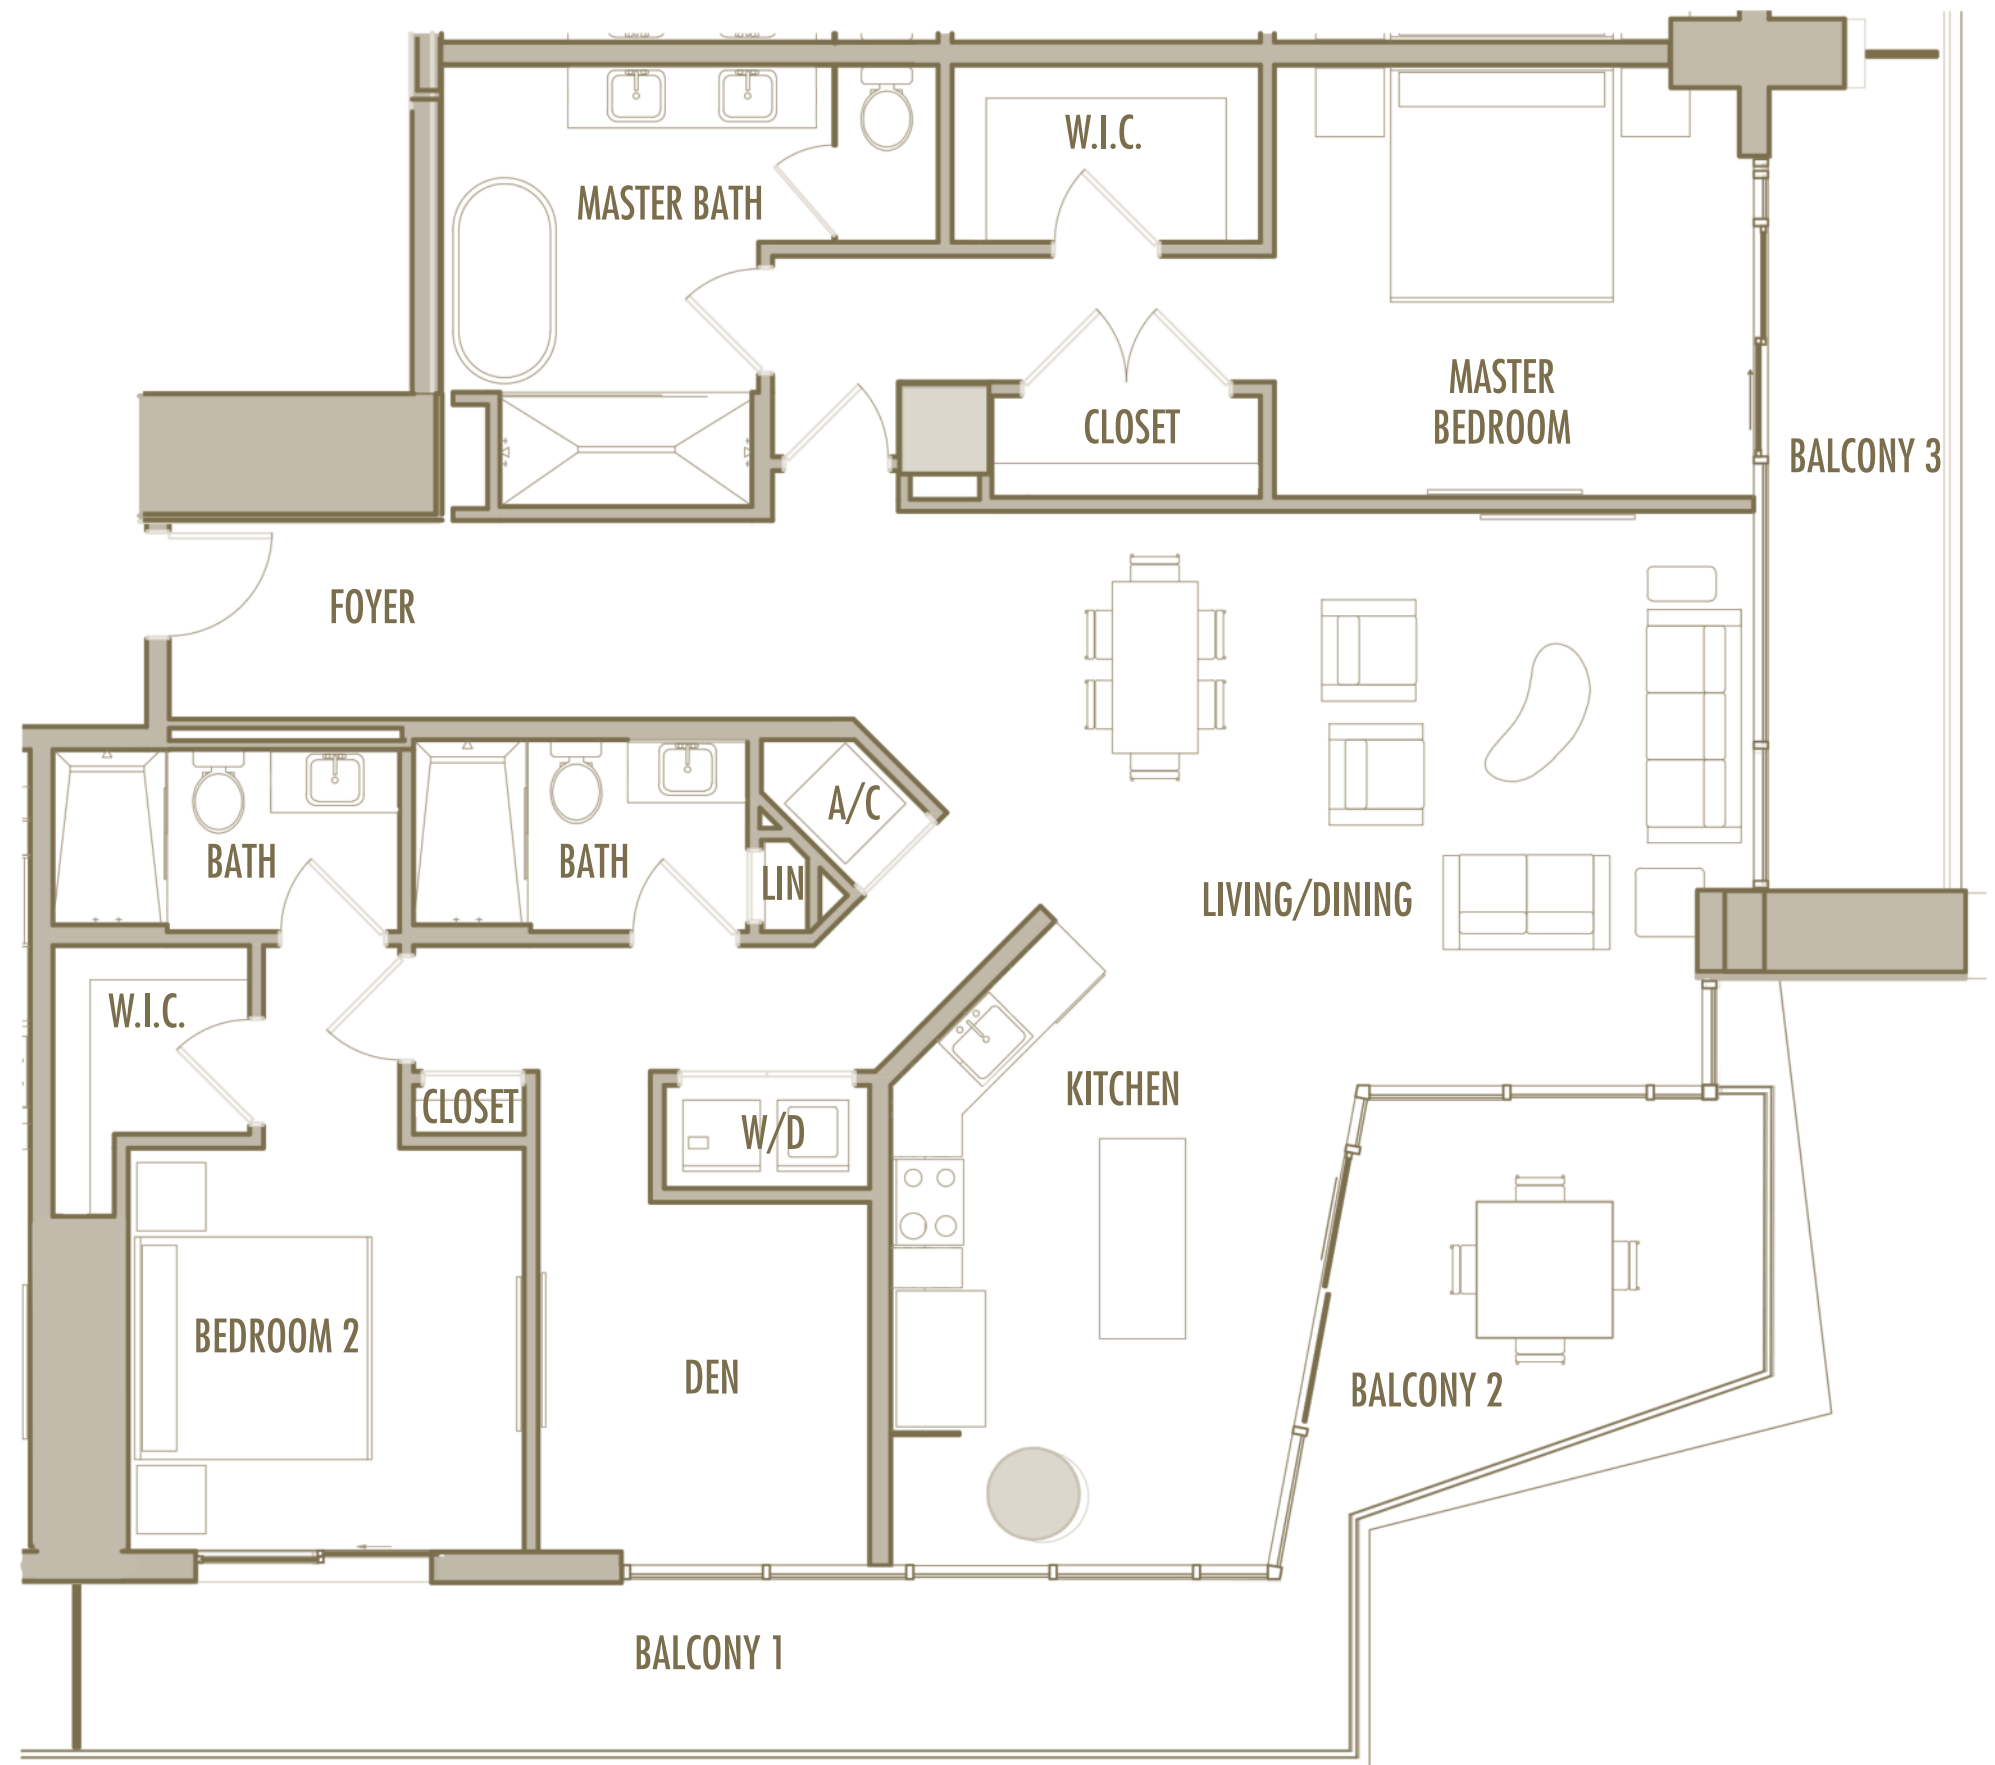 W.I.C.
MASTER BATH
MASTER
BEDROOM
CLOSET
BALCONY 3
FOYER
A/C
BATH
BATH
LIN
LIVING/DINING
W.I.C.
CLOSET
W/D
KITCHEN
BEDROOM 2
DEN
BALCONY 2
BALCONY 1